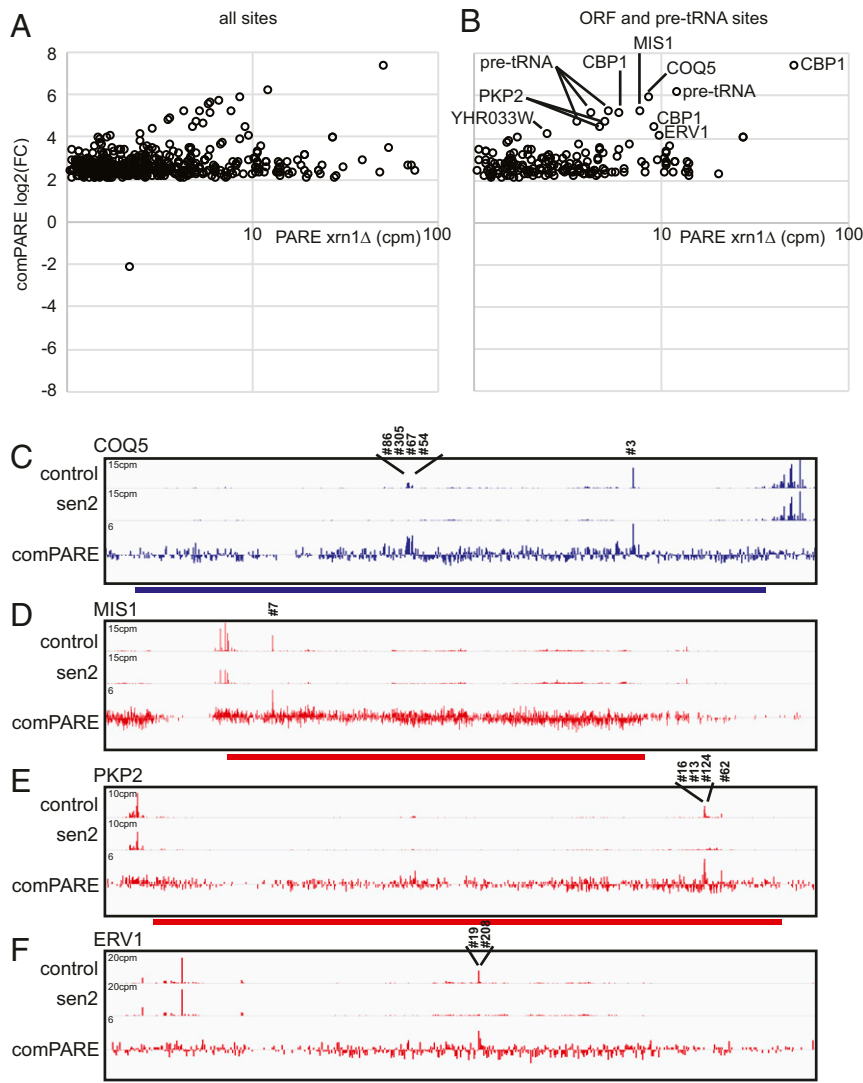 A
all sites
B
ORF and pre-tRNA sites
comPARE log2(FC)
8
6
4
2
0
-2
-4
-6
-8
10
PARE xrn1Δ (cpm)
100
MIS1
pre-tRNA
CBP1
COQ5
CBP1
PKP2
pre-tRNA
YHR033W
CBP1
ERV1
10
PARE xrn1Δ (cpm)
100
C
COQ5
#86
#305
#67
#54
#3
control
15cpm
sen2
15cpm
comPARE
6
D
MIS1
#7
control
15cpm
sen2
15cpm
comPARE
6
E
PKP2
#16
#13
#124
#62
control
10cpm
sen2
10cpm
comPARE
6
F
ERV1
#19
#208
control
20cpm
sen2
20cpm
comPARE
6